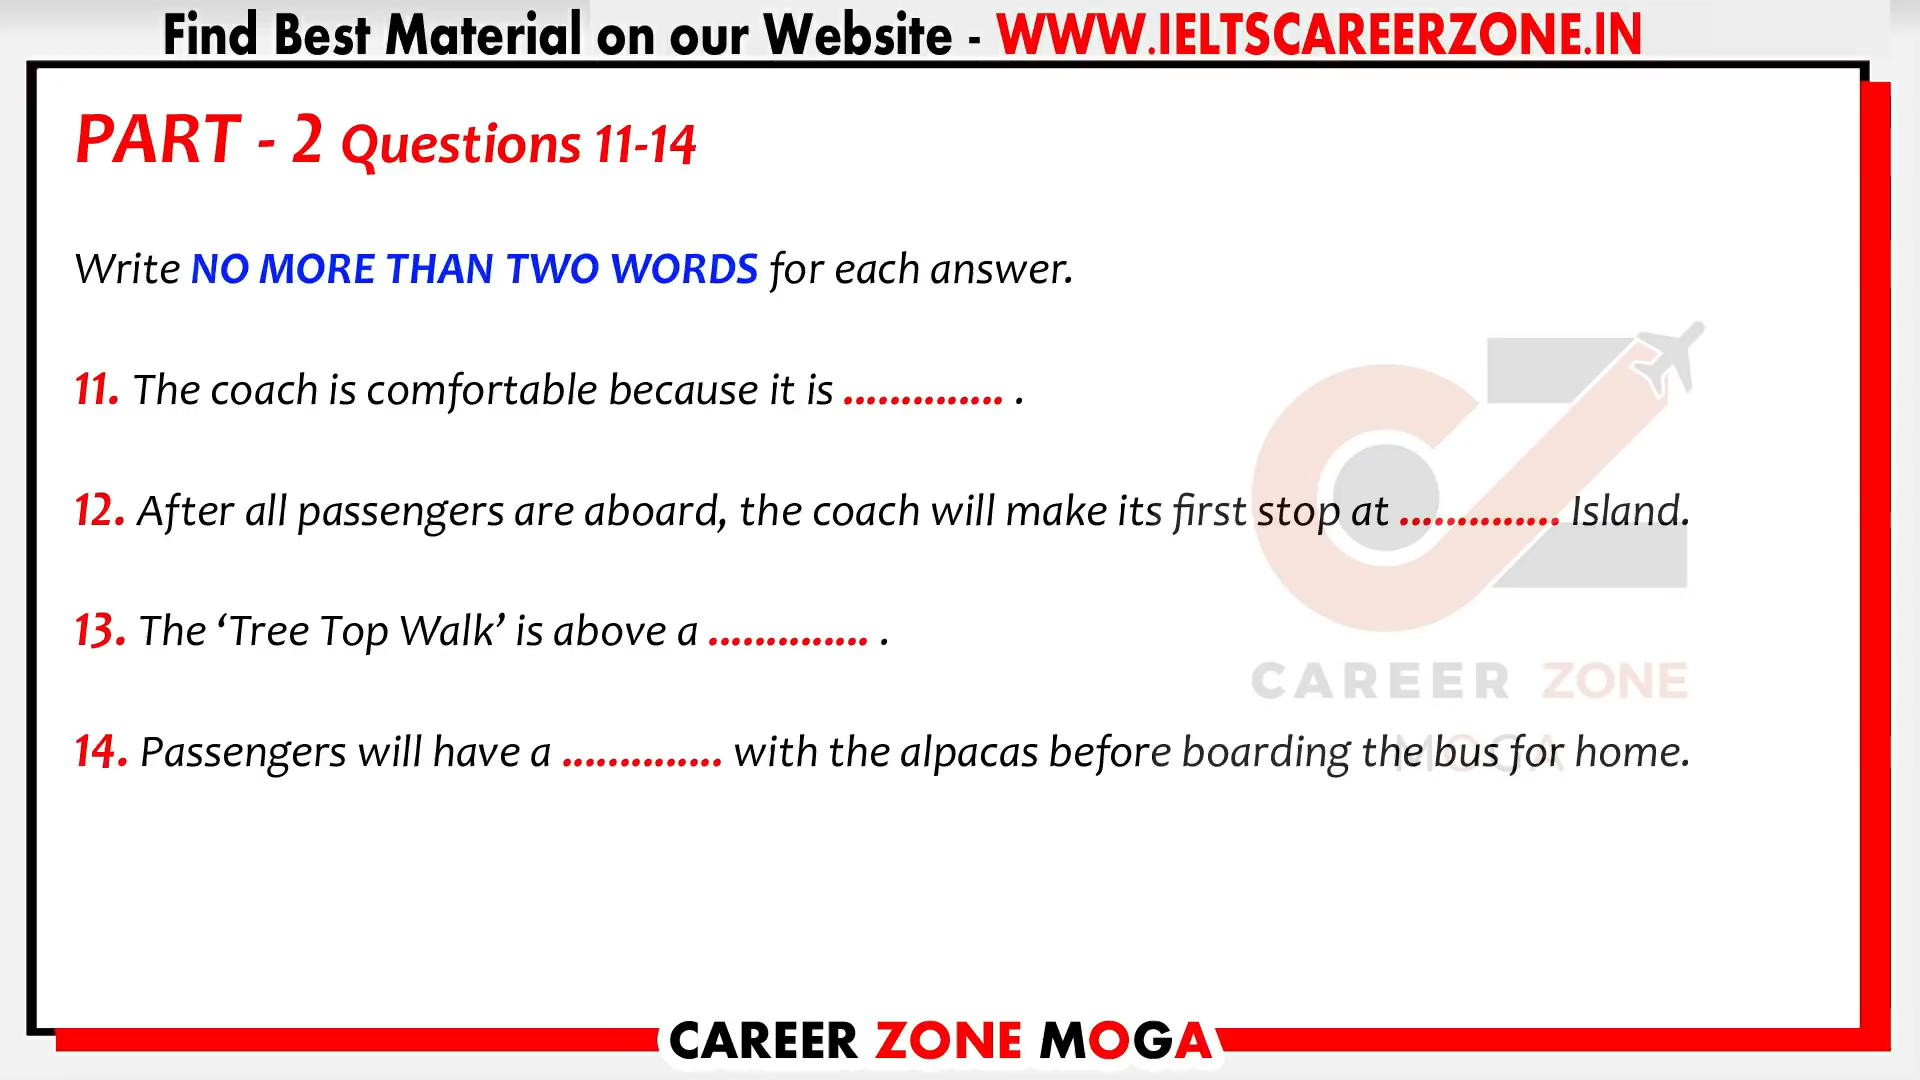 Find Best Material on our Website - WWW.IELTSCAREERZONE.IN
PART - 2 Questions 11-14
Write NO MORE THAN TWO WORDS for each answer.
11. The coach is comfortable because it is .............. .
12. After all passengers are aboard, the coach will make its first stop at .............. Island.
13. The ‘Tree Top Walk’ is above a .............. .
CAREER ZONE
14. Passengers will have a .............. with the alpacas before boarding the bus for home.
MOGA
CAREER ZONE MOGA